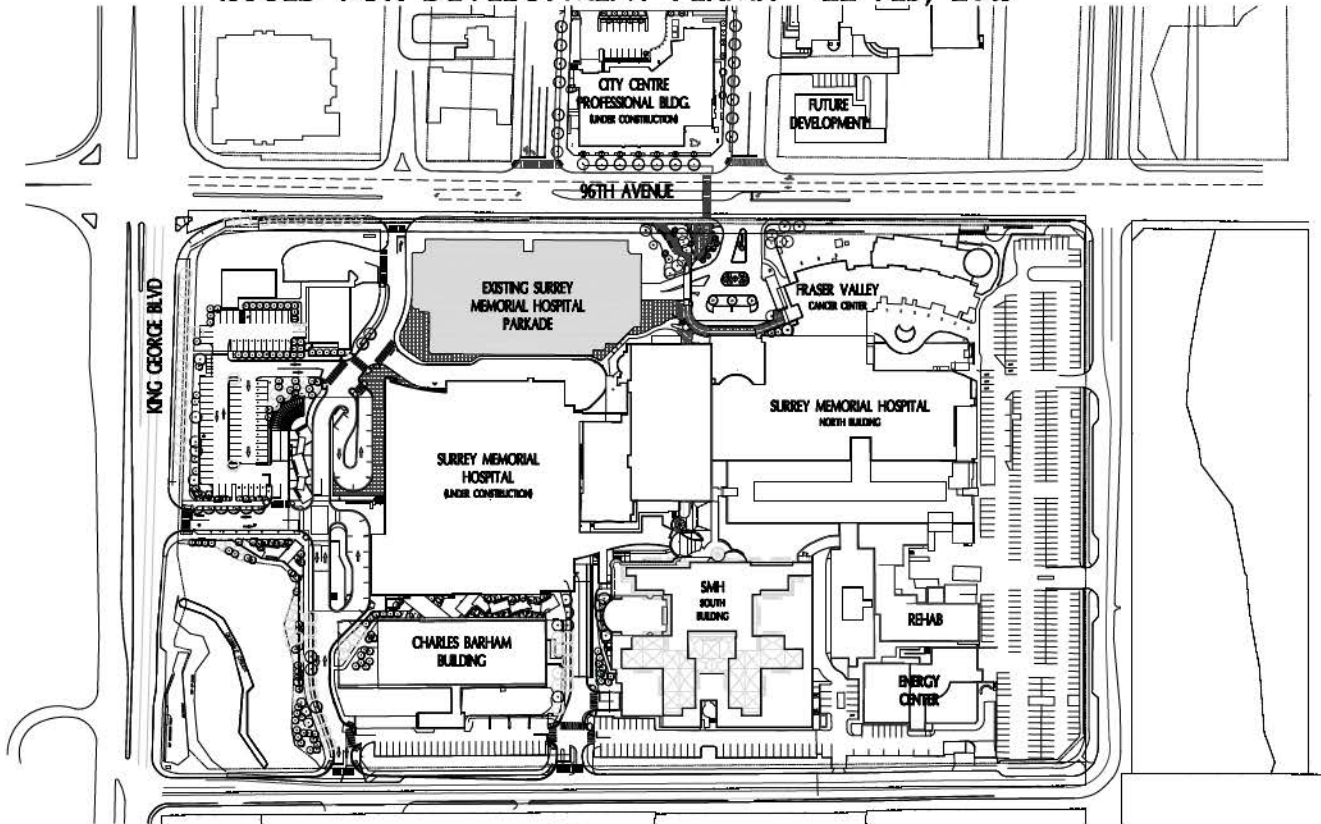 CITY CENTRE
PROFESSIONAL BLDG.
(UNDER CONSTRUCTION)
FUTURE
DEVELOPMENT
96TH AVENUE
KING GEORGE BLVD
EXISTING SURREY
MEMORIAL HOSPITAL
PARKADE
FRASER VALLEY
CANCER CENTER
SURREY MEMORIAL HOSPITAL
NORTH BUILDING
SURREY MEMORIAL
HOSPITAL
(UNDER CONSTRUCTION)
SMH
SOUTH
BUILDING
REHAB
CHARLES BARHAM
BUILDING
ENERGY
CENTER